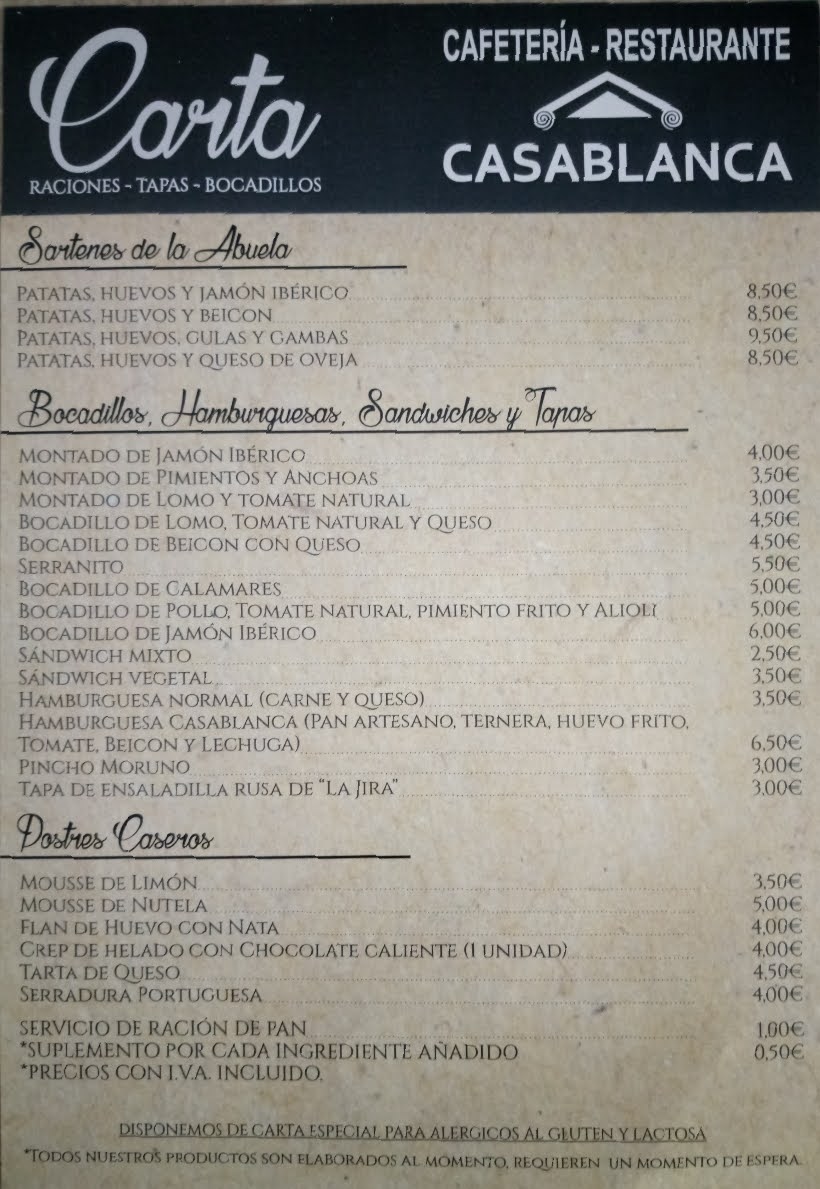 Carta
RACIONES - TAPAS - BOCADILLOS
CAFETERÍA - RESTAURANTE
CASABLANCA
Sartenes de la Abuela
PATATAS, HUEVOS Y JAMÓN IBÉRICO 8,50€
PATATAS, HUEVOS Y BEICON 8,50€
PATATAS, HUEVOS, GULAS Y GAMBAS 9,50€
PATATAS, HUEVOS Y QUESO DE OVEJA 8,50€
Bocadillos, Hamburguesas, Sandwiches y Tapas
MONTADO DE JAMÓN IBÉRICO 4,00€
MONTADO DE PIMIENTOS Y ANCHOAS 3,50€
MONTADO DE LOMO Y TOMATE NATURAL 3,00€
BOCADILLO DE LOMO, TOMATE NATURAL Y QUESO 4,50€
BOCADILLO DE BEICON CON QUESO 4,50€
SERRANITO 5,50€
BOCADILLO DE CALAMARES 5,00€
BOCADILLO DE POLLO, TOMATE NATURAL, PIMIENTO FRITO Y ALIOLI 5,00€
BOCADILLO DE JAMÓN IBÉRICO 6,00€
SÁNDWICH MIXTO 2,50€
SÁNDWICH VEGETAL 3,50€
HAMBURGUESA NORMAL (CARNE Y QUESO) 3,50€
HAMBURGUESA CASABLANCA (PAN ARTESANO, TERNERA, HUEVO FRITO,
TOMATE, BEICON Y LECHUGA) 6,50€
PINCHO MORUNO 3,00€
TAPA DE ENSALADILLA RUSA DE "LA JIRA" 3,00€
Postres Caseros
MOUSSE DE LIMÓN 3,50€
MOUSSE DE NUTELA 5,00€
FLAN DE HUEVO CON NATA 4,00€
CREP DE HELADO CON CHOCOLATE CALIENTE (1 UNIDAD) 4,00€
TARTA DE QUESO 4,50€
SERRADURA PORTUGUESA 4,00€
SERVICIO DE RACIÓN DE PAN 1,00€
*SUPLEMENTO POR CADA INGREDIENTE AÑADIDO 0,50€
*PRECIOS CON I.V.A. INCLUIDO.
DISPONEMOS DE CARTA ESPECIAL PARA ALERGICOS AL GLUTEN Y LACTOSA
*TODOS NUESTROS PRODUCTOS SON ELABORADOS AL MOMENTO, REQUIEREN UN MOMENTO DE ESPERA.